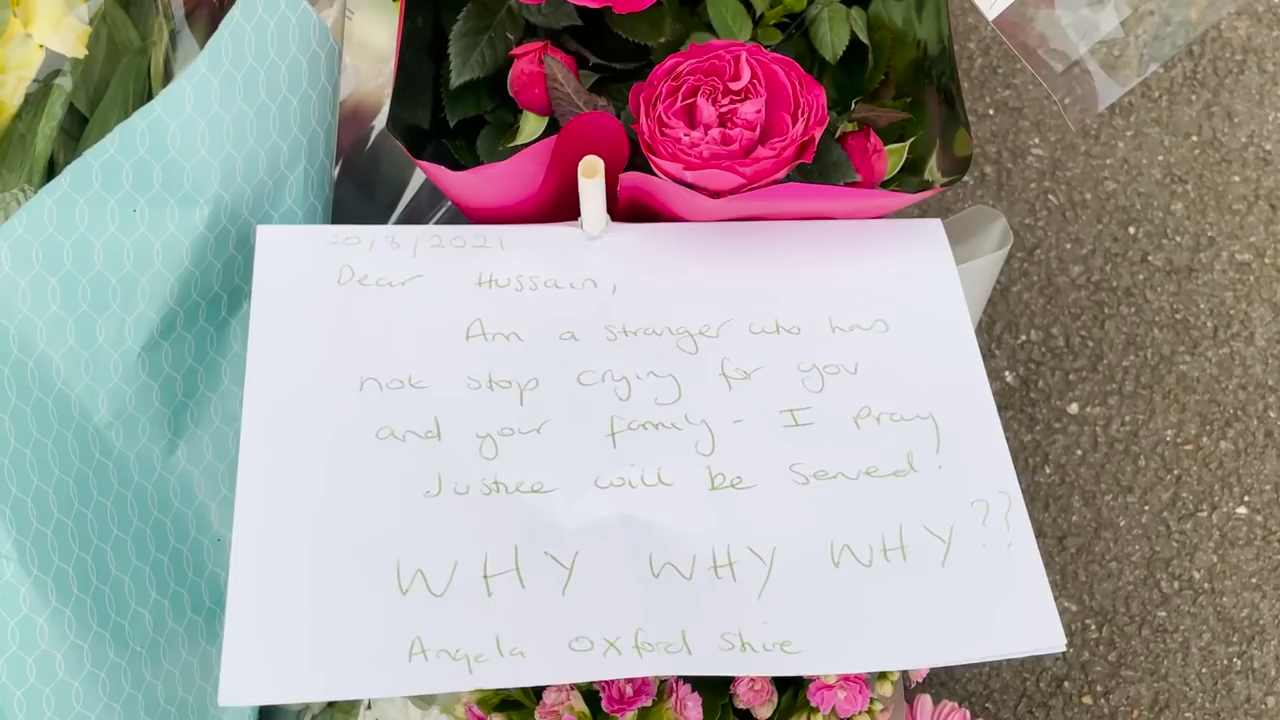 20/3/2021
Dear Hussain,
Am a stranger who has
not stop crying for you
and your family - I Pray
Justice will be Served.
WHY WHY WHY??
Angela Oxford Shire